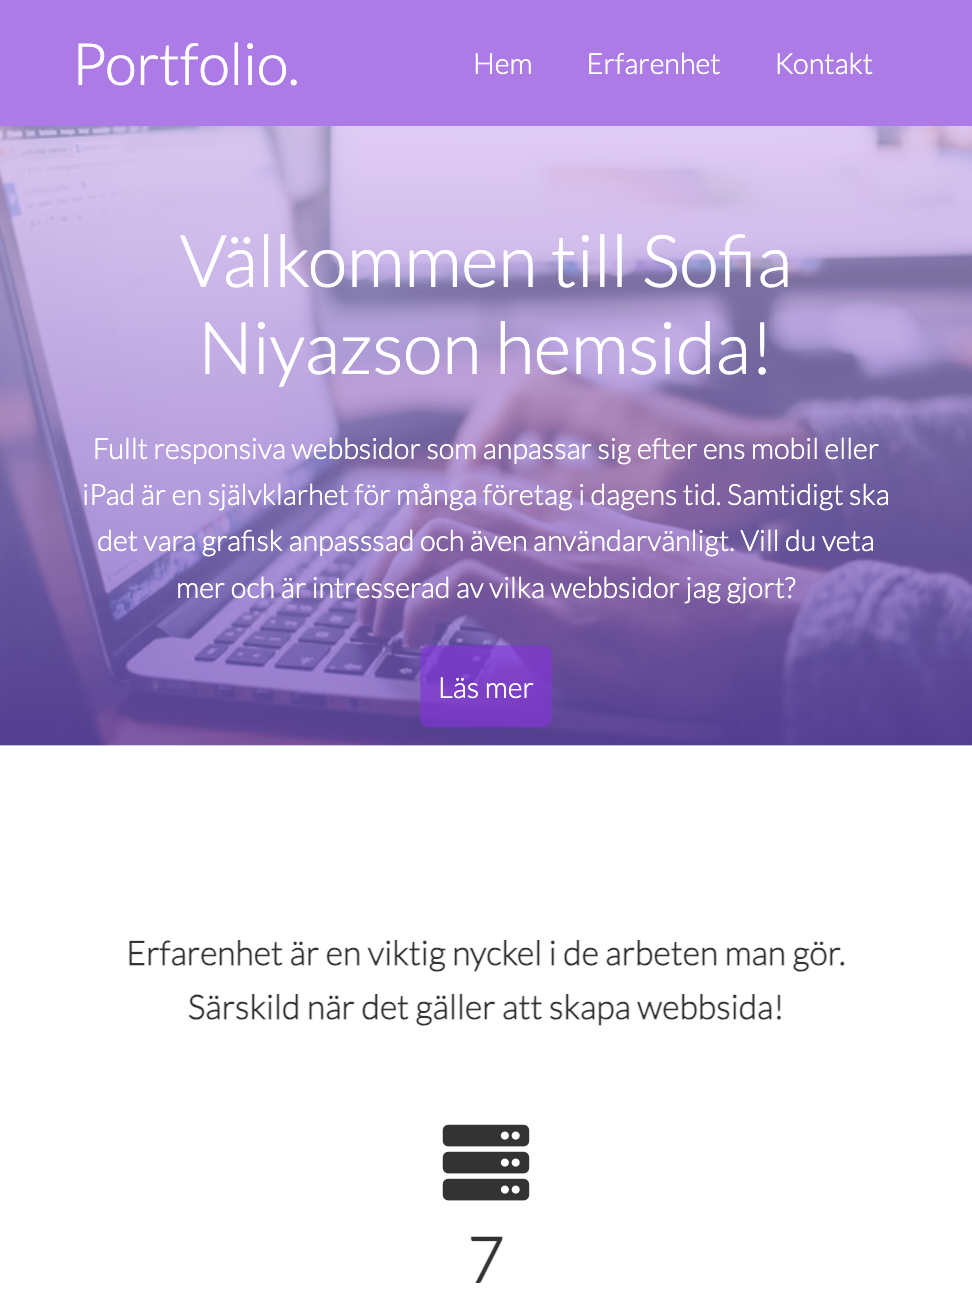 Portfolio.
Hem Erfarenhet Kontakt
Välkommen till Sofia
Niyazson hemsida!
Fullt responsiva webbsidor som anpassar sig efter ens mobil eller
iPad är en självklarhet för många företag i dagens tid. Samtidigt ska
det vara grafisk anpasssad och även användarvänligt. Vill du veta
mer och är intresserad av vilka webbsidor jag gjort?
Läs mer
Erfarenhet är en viktig nyckel i de arbeten man gör.
Särskild när det gäller att skapa webbsida!
7